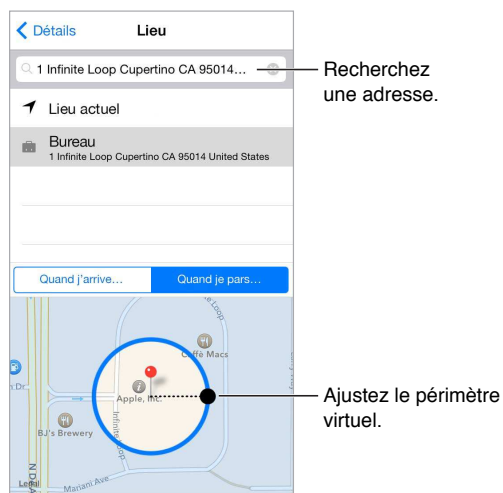 Détails
Lieu
1 Infinite Loop Cupertino CA 95014…
Recherchez
une adresse.
Lieu actuel
Bureau
1 Infinite Loop Cupertino CA 95014 United States
Quand j'arrive…
Quand je pars…
Caffè Macs
Apple, Inc.
Infinite Loop
BJ's Brewery
Mariani Ave
N D
Legal
Ajustez le périmètre
virtuel.